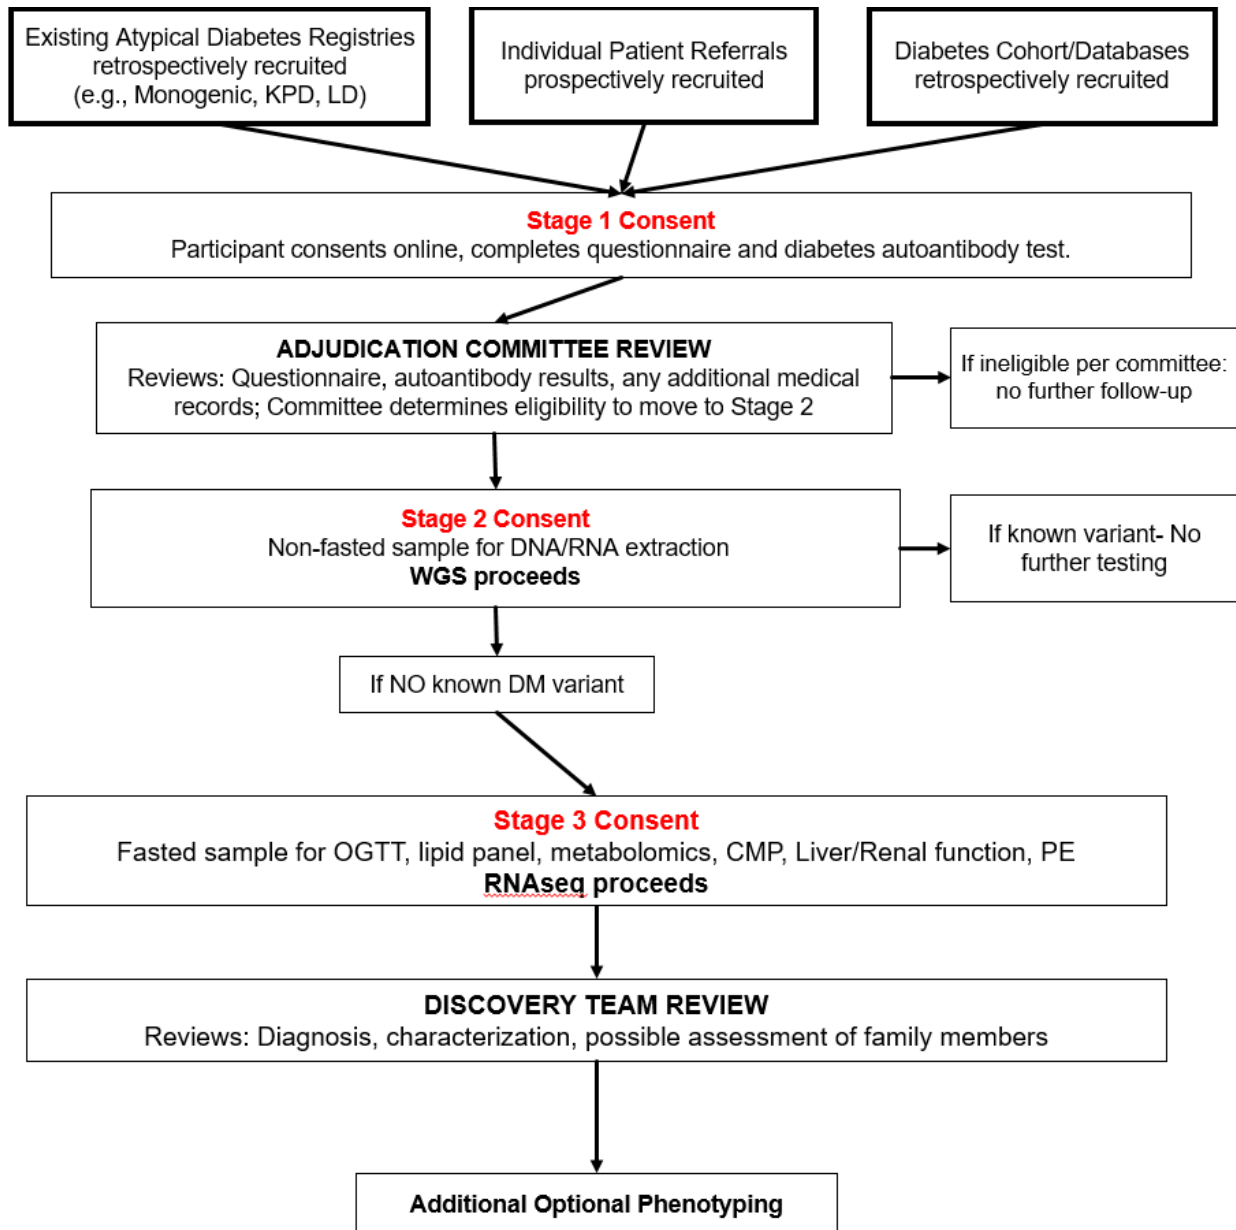 Existing Atypical Diabetes Registries
retrospectively recruited
(e.g., Monogenic, KPD, LD)
Individual Patient Referrals
prospectively recruited
Diabetes Cohort/Databases
retrospectively recruited
Stage 1 Consent
Participant consents online, completes questionnaire and diabetes autoantibody test.
ADJUDICATION COMMITTEE REVIEW
Reviews: Questionnaire, autoantibody results, any additional medical
records; Committee determines eligibility to move to Stage 2
If ineligible per committee:
no further follow-up
Stage 2 Consent
Non-fasted sample for DNA/RNA extraction
WGS proceeds
If known variant- No
further testing
If NO known DM variant
Stage 3 Consent
Fasted sample for OGTT, lipid panel, metabolomics, CMP, Liver/Renal function, PE
RNAseq proceeds
DISCOVERY TEAM REVIEW
Reviews: Diagnosis, characterization, possible assessment of family members
Additional Optional Phenotyping